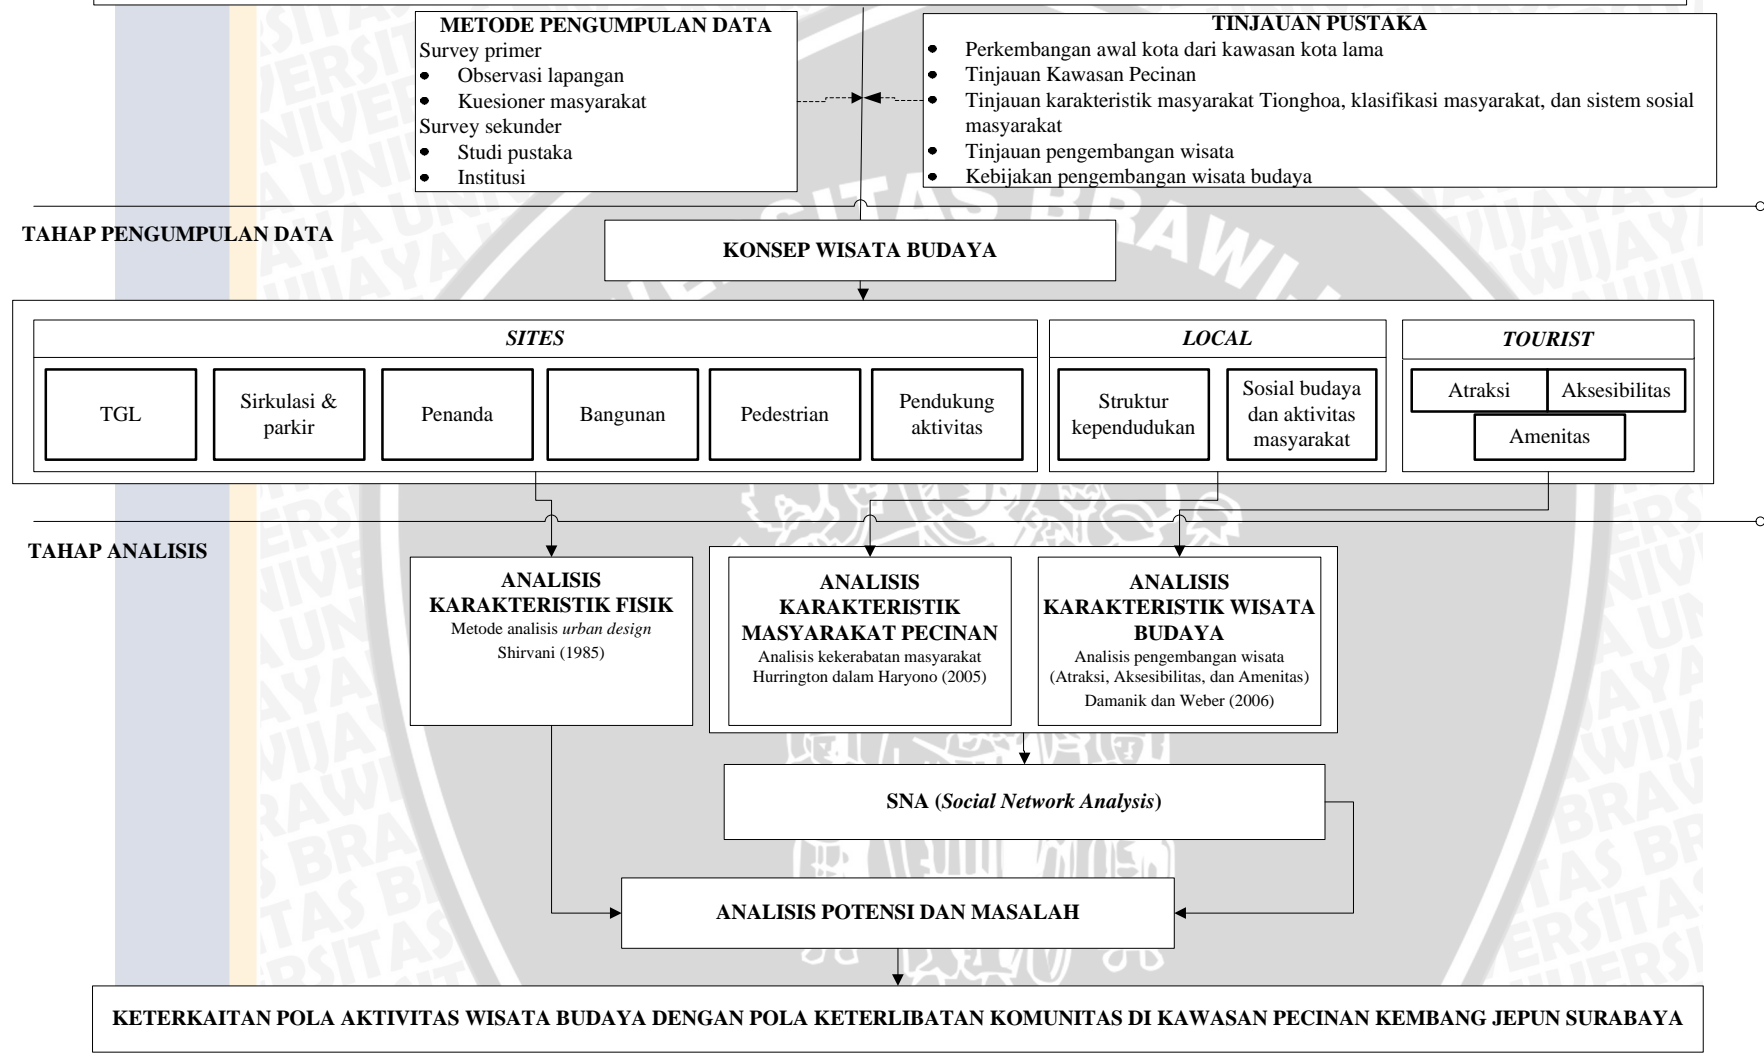 METODE PENGUMPULAN DATA
Survey primer
• Observasi lapangan
• Kuesioner masyarakat
Survey sekunder
• Studi pustaka
• Institusi
TINJAUAN PUSTAKA
• Perkembangan awal kota dari kawasan kota lama
• Tinjauan Kawasan Pecinan
• Tinjauan karakteristik masyarakat Tionghoa, klasifikasi masyarakat, dan sistem sosial
masyarakat
• Tinjauan pengembangan wisata
• Kebijakan pengembangan wisata budaya
TAHAP PENGUMPULAN DATA
KONSEP WISATA BUDAYA
SITES
TGL
Sirkulasi &
parkir
Penanda
Bangunan
Pedestrian
Pendukung
aktivitas
LOCAL
Struktur
kependudukan
Sosial budaya
dan aktivitas
masyarakat
TOURIST
Atraksi
Aksesibilitas
Amenitas
TAHAP ANALISIS
ANALISIS
KARAKTERISTIK FISIK
Metode analisis urban design
Shirvani (1985)
ANALISIS
KARAKTERISTIK
MASYARAKAT PECINAN
Analisis kekerabatan masyarakat
Hurrington dalam Haryono (2005)
ANALISIS
KARAKTERISTIK WISATA
BUDAYA
Analisis pengembangan wisata
(Atraksi, Aksesibilitas, dan Amenitas)
Damanik dan Weber (2006)
SNA (Social Network Analysis)
ANALISIS POTENSI DAN MASALAH
KETERKAITAN POLA AKTIVITAS WISATA BUDAYA DENGAN POLA KETERLIBATAN KOMUNITAS DI KAWASAN PECINAN KEMBANG JEPUN SURABAYA